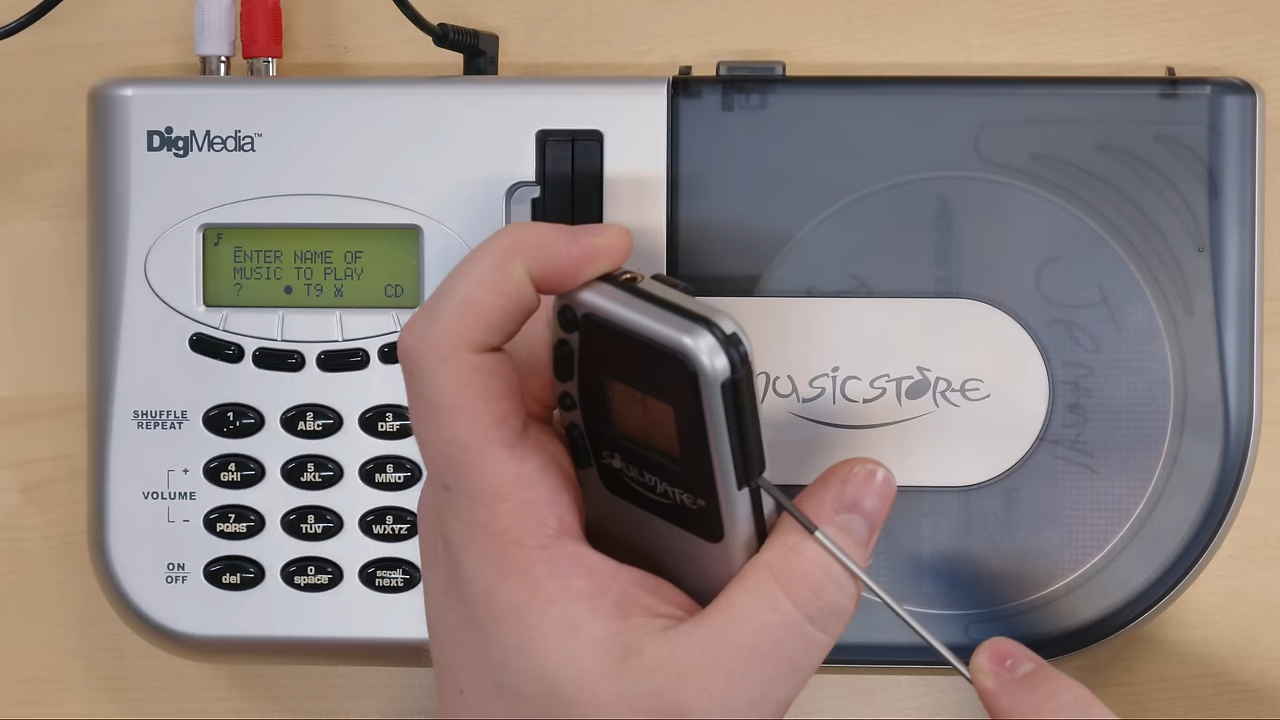 DigMedia™
ENTER NAME OF
MUSIC TO PLAY
? T9 CD
SHUFFLE
REPEAT
1
2
ABC
3
DEF
+
VOLUME
-
4
GHI
5
JKL
6
MNO
7
PQRS
8
TUV
9
WXYZ
ON
OFF
del
0
space
scroll
next
SOULMATE®
MUSICSTORE